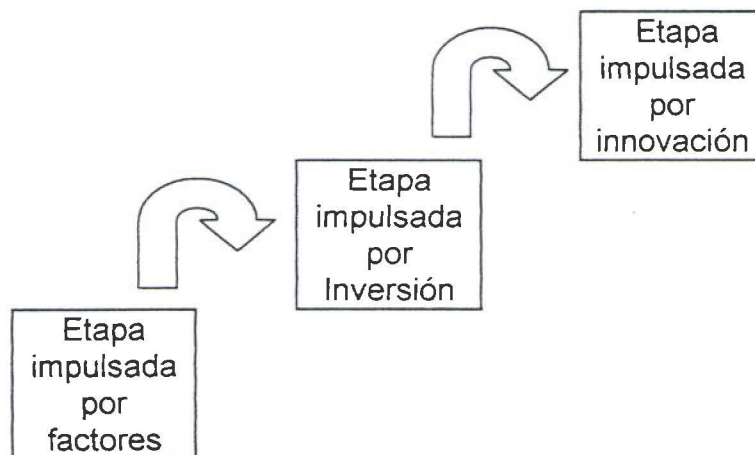 Etapa
impulsada
por
innovación
Etapa
impulsada
por
Inversión
Etapa
impulsada
por
factores